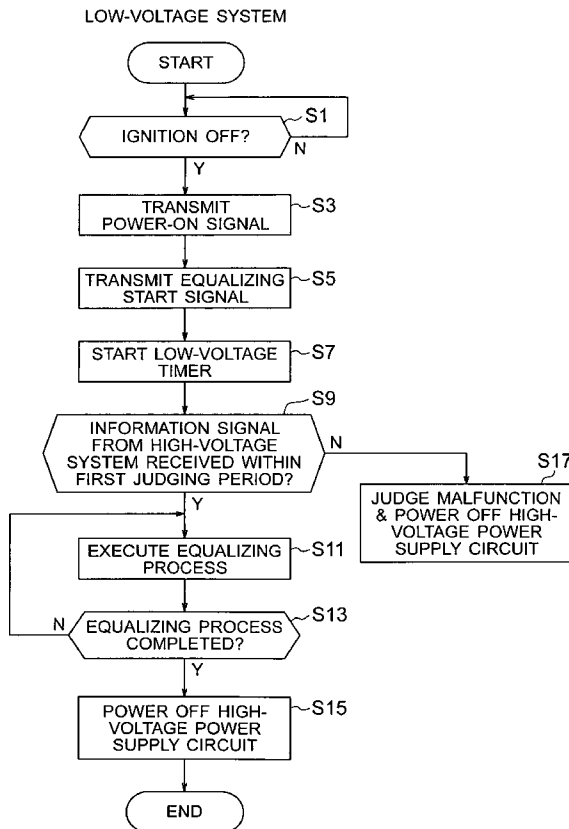 LOW-VOLTAGE SYSTEM
START
S1
IGNITION OFF?
N
Y
S3
TRANSMIT
POWER-ON SIGNAL
S5
TRANSMIT EQUALIZING
START SIGNAL
S7
START LOW-VOLTAGE
TIMER
S9
INFORMATION SIGNAL
FROM HIGH-VOLTAGE
SYSTEM RECEIVED WITHIN
FIRST JUDGING PERIOD?
N
Y
S17
JUDGE MALFUNCTION
& POWER OFF HIGH-
VOLTAGE POWER
SUPPLY CIRCUIT
S11
EXECUTE EQUALIZING
PROCESS
S13
EQUALIZING PROCESS
COMPLETED?
N
Y
S15
POWER OFF HIGH-
VOLTAGE POWER
SUPPLY CIRCUIT
END